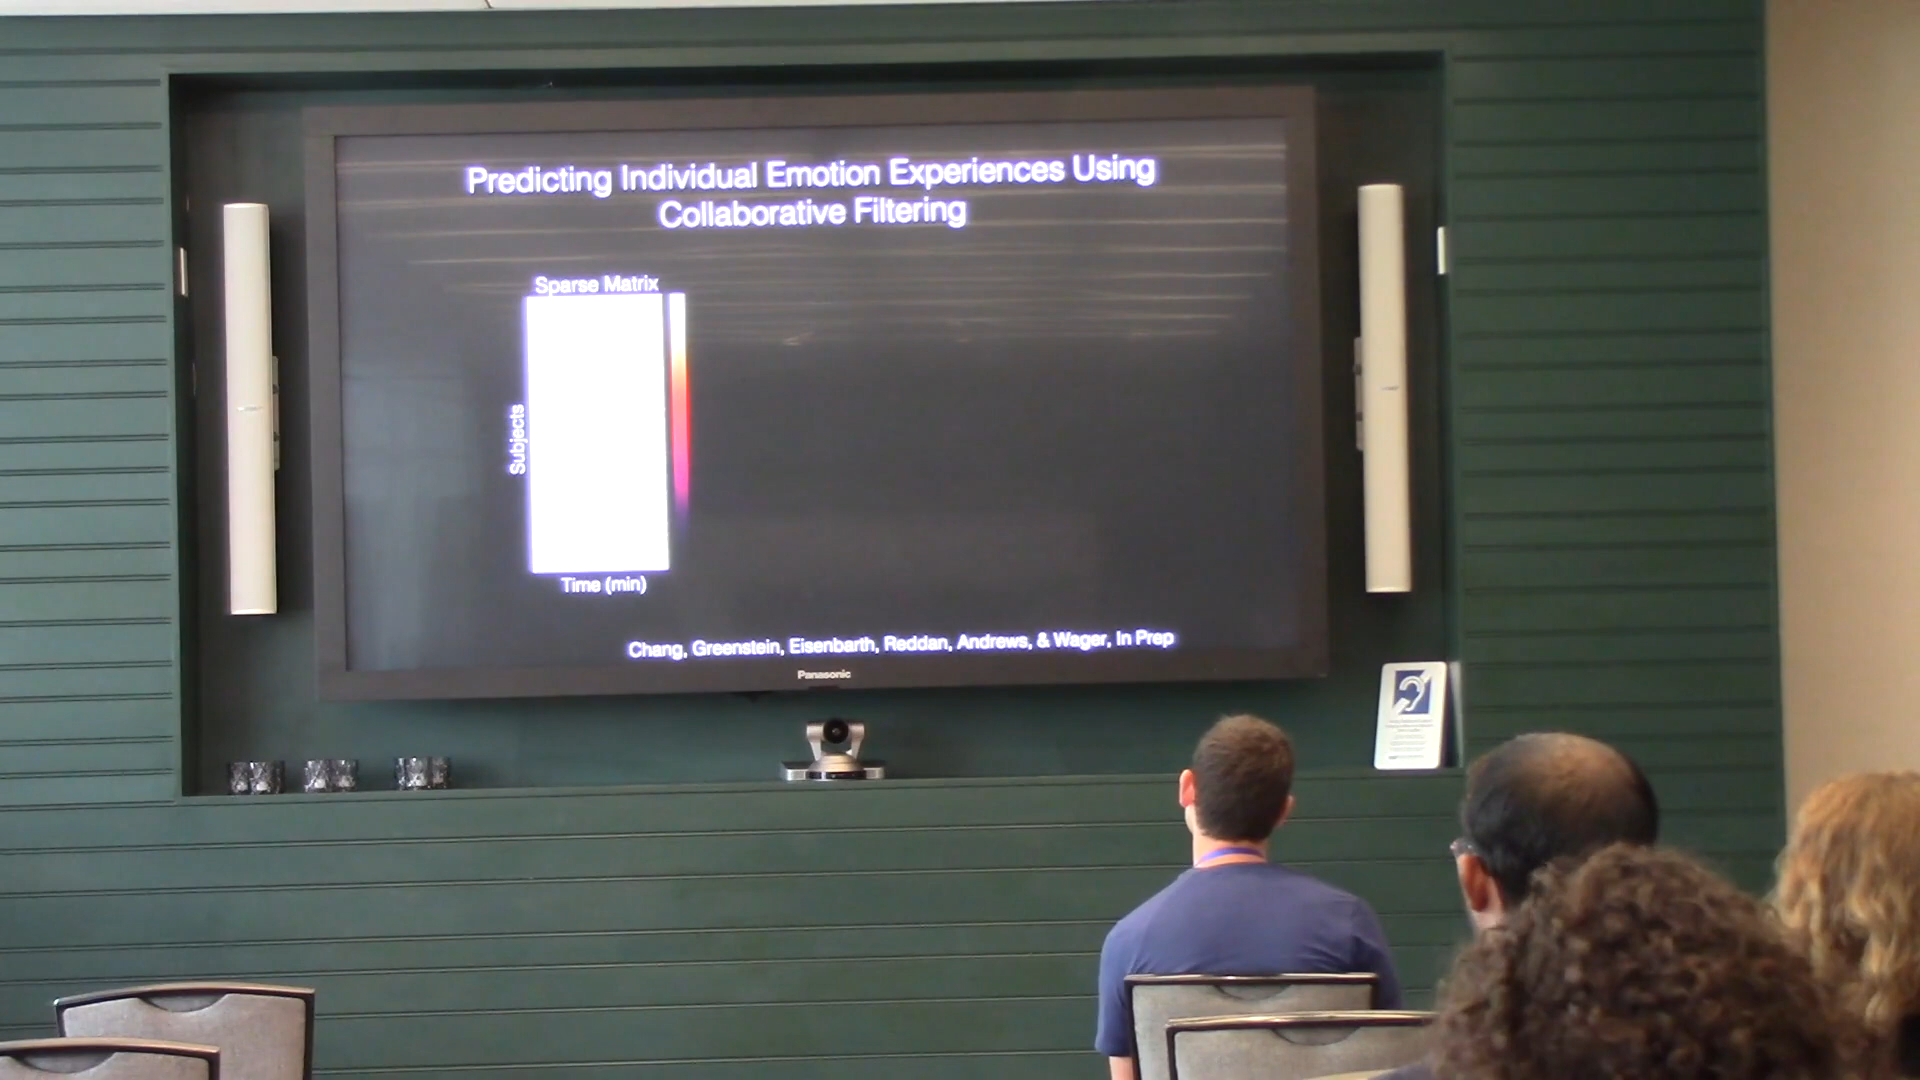 Predicting Individual Emotion Experiences Using
Collaborative Filtering
Sparse Matrix
Subjects
Time (min)
Chang, Greenstein, Eisenbarth, Reddan, Andrews, & Wager, In Prep
Panasonic